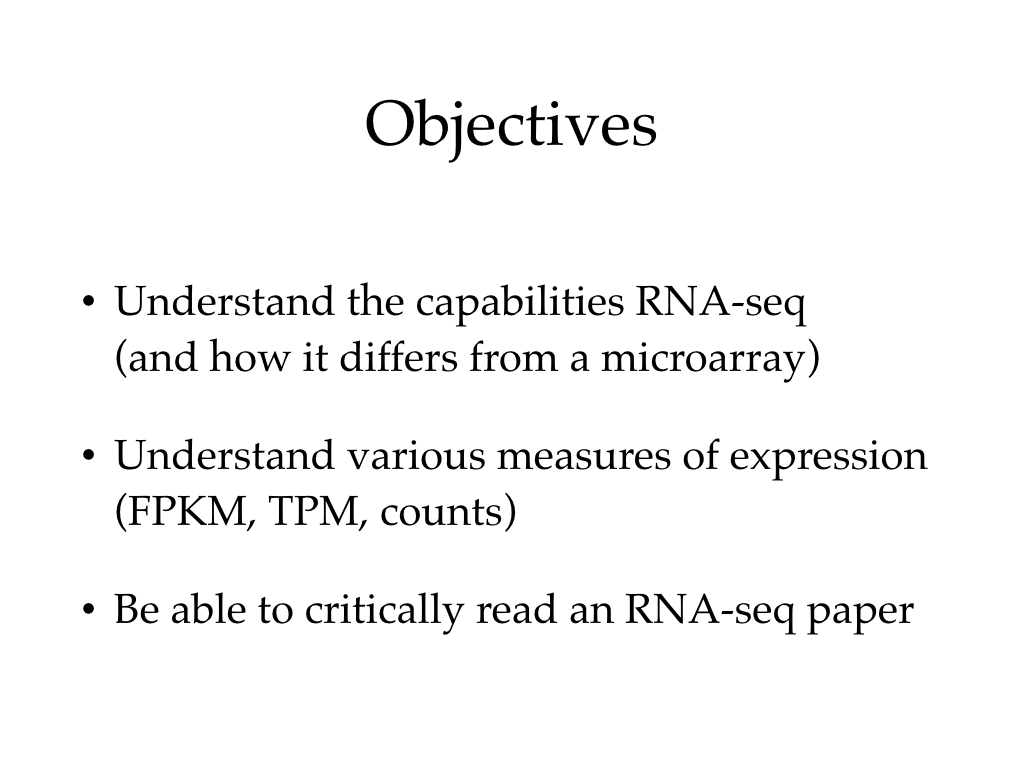 Objectives
• Understand the capabilities RNA-seq
(and how it differs from a microarray)
• Understand various measures of expression
(FPKM, TPM, counts)
• Be able to critically read an RNA-seq paper